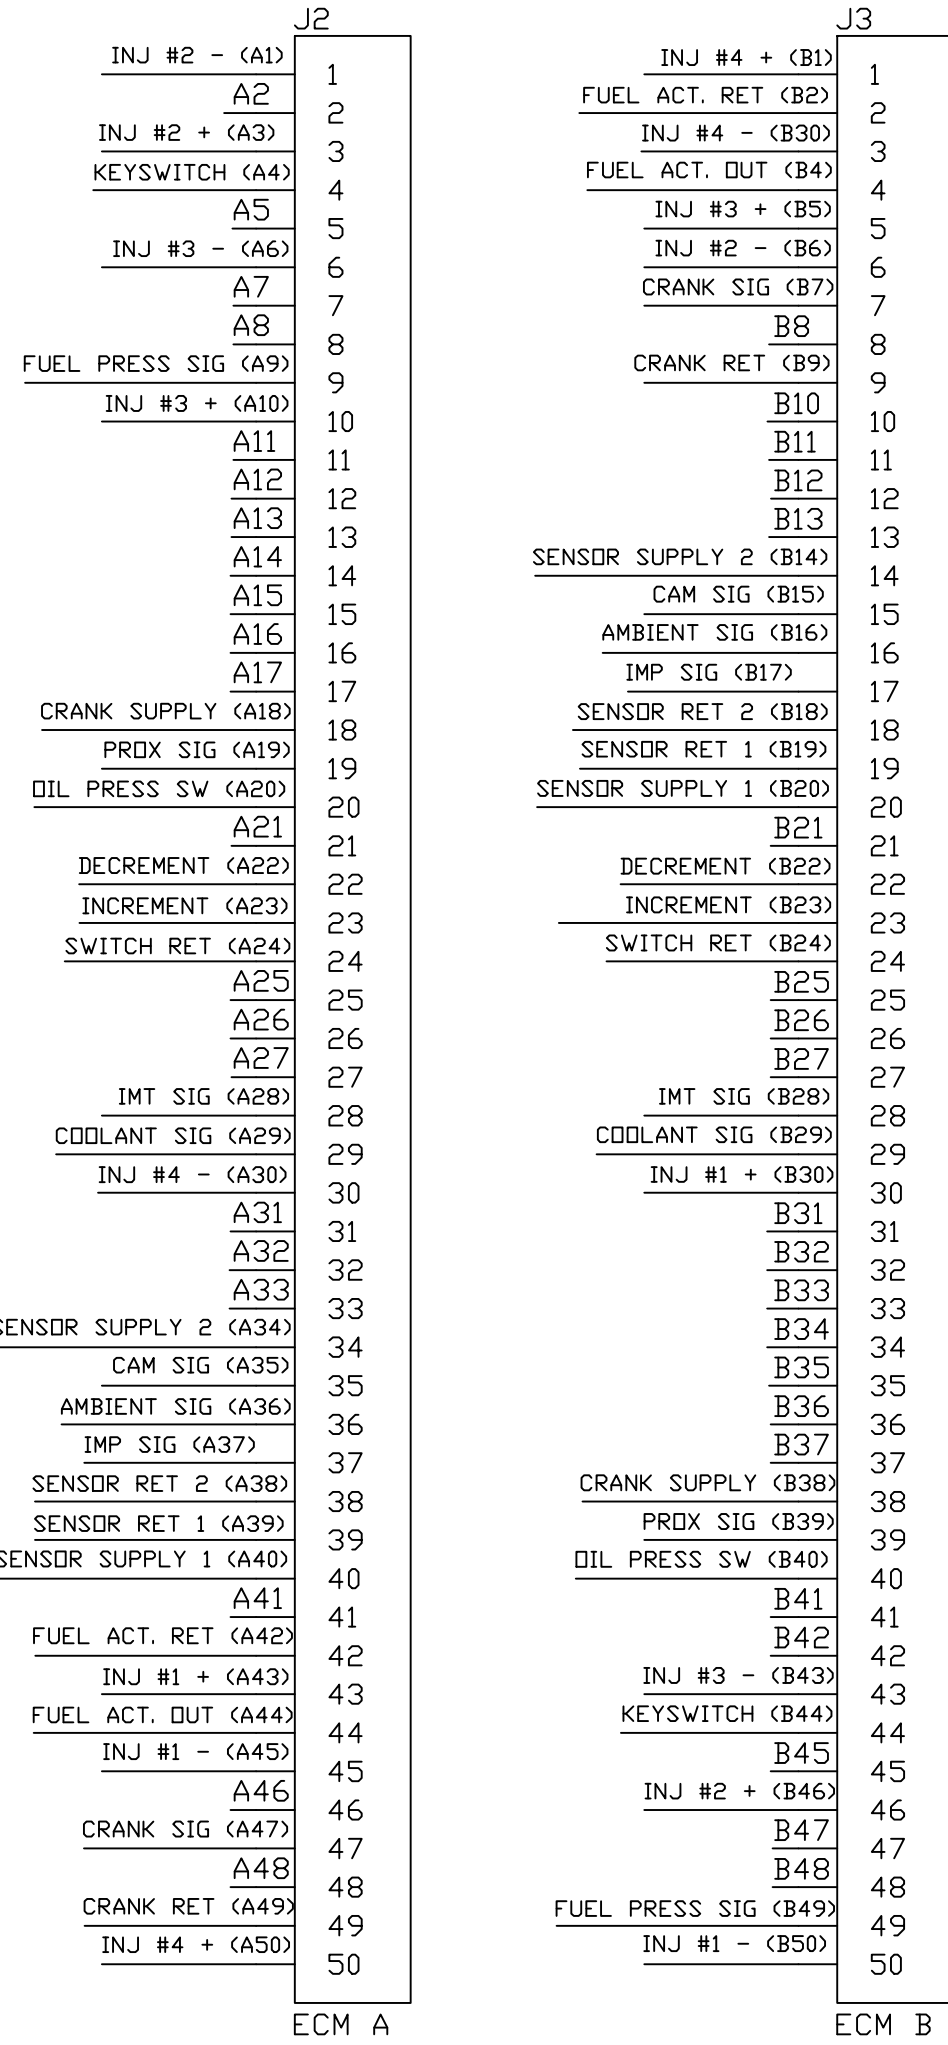 J2
INJ #2 - (A1)
1
A2
2
INJ #2 + (A3)
3
KEYSWITCH (A4)
4
A5
5
INJ #3 - (A6)
6
A7
7
A8
8
FUEL PRESS SIG (A9)
9
INJ #3 + (A10)
10
A11
11
A12
12
A13
13
A14
14
A15
15
A16
16
A17
17
CRANK SUPPLY (A18)
18
PROX SIG (A19)
19
OIL PRESS SW (A20)
20
A21
21
DECREMENT (A22)
22
INCREMENT (A23)
23
SWITCH RET (A24)
24
A25
25
A26
26
A27
27
IMT SIG (A28)
28
COOLANT SIG (A29)
29
INJ #4 - (A30)
30
A31
31
A32
32
A33
33
SENSOR SUPPLY 2 (A34)
34
CAM SIG (A35)
35
AMBIENT SIG (A36)
36
IMP SIG (A37)
37
SENSOR RET 2 (A38)
38
SENSOR RET 1 (A39)
39
SENSOR SUPPLY 1 (A40)
40
A41
41
FUEL ACT. RET (A42)
42
INJ #1 + (A43)
43
FUEL ACT. OUT (A44)
44
INJ #1 - (A45)
45
A46
46
CRANK SIG (A47)
47
A48
48
CRANK RET (A49)
49
INJ #4 + (A50)
50
ECM A
J3
INJ #4 + (B1)
1
FUEL ACT. RET (B2)
2
INJ #4 - (B30)
3
FUEL ACT. OUT (B4)
4
INJ #3 + (B5)
5
INJ #2 - (B6)
6
CRANK SIG (B7)
7
B8
8
CRANK RET (B9)
9
B10
10
B11
11
B12
12
B13
13
SENSOR SUPPLY 2 (B14)
14
CAM SIG (B15)
15
AMBIENT SIG (B16)
16
IMP SIG (B17)
17
SENSOR RET 2 (B18)
18
SENSOR RET 1 (B19)
19
SENSOR SUPPLY 1 (B20)
20
B21
21
DECREMENT (B22)
22
INCREMENT (B23)
23
SWITCH RET (B24)
24
B25
25
B26
26
B27
27
IMT SIG (B28)
28
COOLANT SIG (B29)
29
INJ #1 + (B30)
30
B31
31
B32
32
B33
33
B34
34
B35
35
B36
36
B37
37
CRANK SUPPLY (B38)
38
PROX SIG (B39)
39
OIL PRESS SW (B40)
40
B41
41
B42
42
INJ #3 - (B43)
43
KEYSWITCH (B44)
44
B45
45
INJ #2 + (B46)
46
B47
47
B48
48
FUEL PRESS SIG (B49)
49
INJ #1 - (B50)
50
ECM B